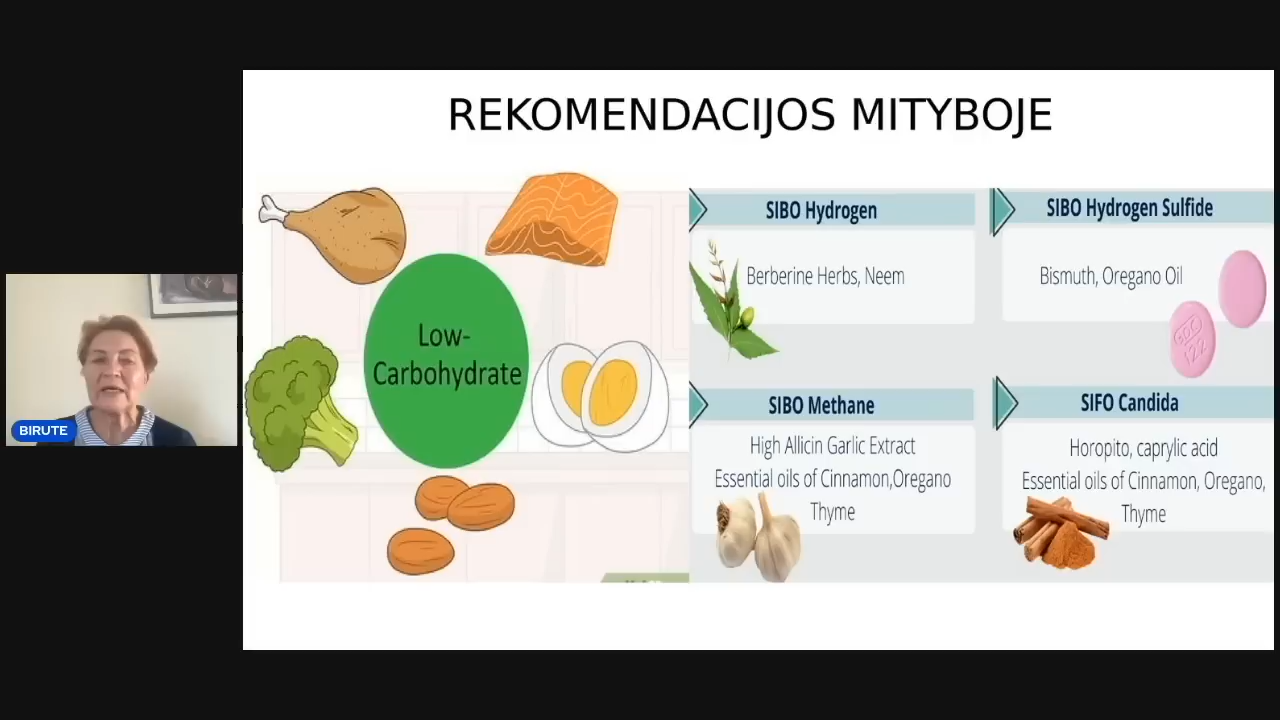 REKOMENDACIJOS MITYBOJE
Low-
Carbohydrate
SIBO Hydrogen
Berberine Herbs, Neem
SIBO Hydrogen Sulfide
Bismuth, Oregano Oil
SIBO Methane
High Allicin Garlic Extract
Essential oils of Cinnamon,Oregano
Thyme
SIFO Candida
Horopito, caprylic acid
Essential oils of Cinnamon, Oregano,
Thyme
BIRUTE